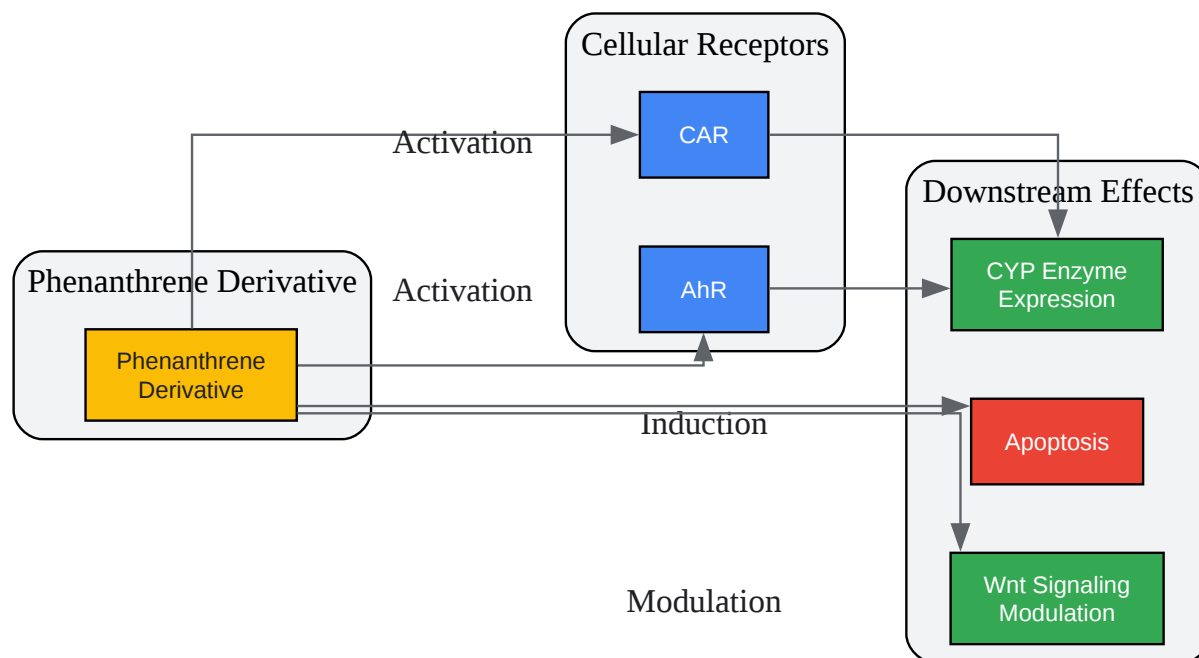 Cellular Receptors
CAR
Activation
Downstream Effects
Phenanthrene Derivative
CYP Enzyme
Expression
Activation
AhR
Phenanthrene
Derivative
Induction
Apoptosis
Wnt Signaling
Modulation
Modulation